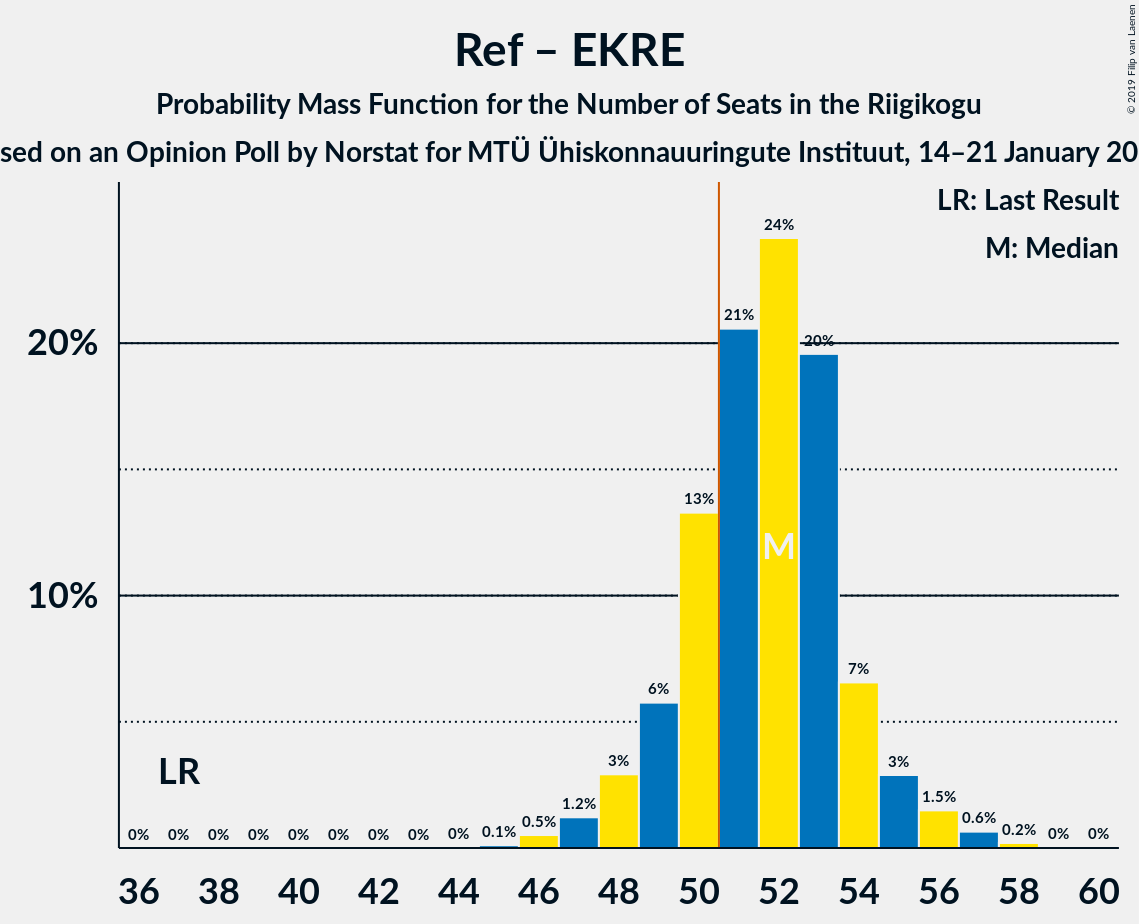 Ref – EKRE
Probability Mass Function for the Number of Seats in the Riigikogu
sed on an Opinion Poll by Norstat for MTÜ Ühiskonnauuringute Instituut, 14–21 January 20
© 2019 Filip van Laenen
LR: Last Result
M: Median
24%
21%
20%
20%
13%
M
10%
7%
6%
3%
3%
LR
1.2%
1.5%
0% 0% 0% 0% 0% 0% 0% 0% 0% 0.1% 0.5% 0.6% 0.2% 0% 0%
36 38 40 42 44 46 48 50 52 54 56 58 60